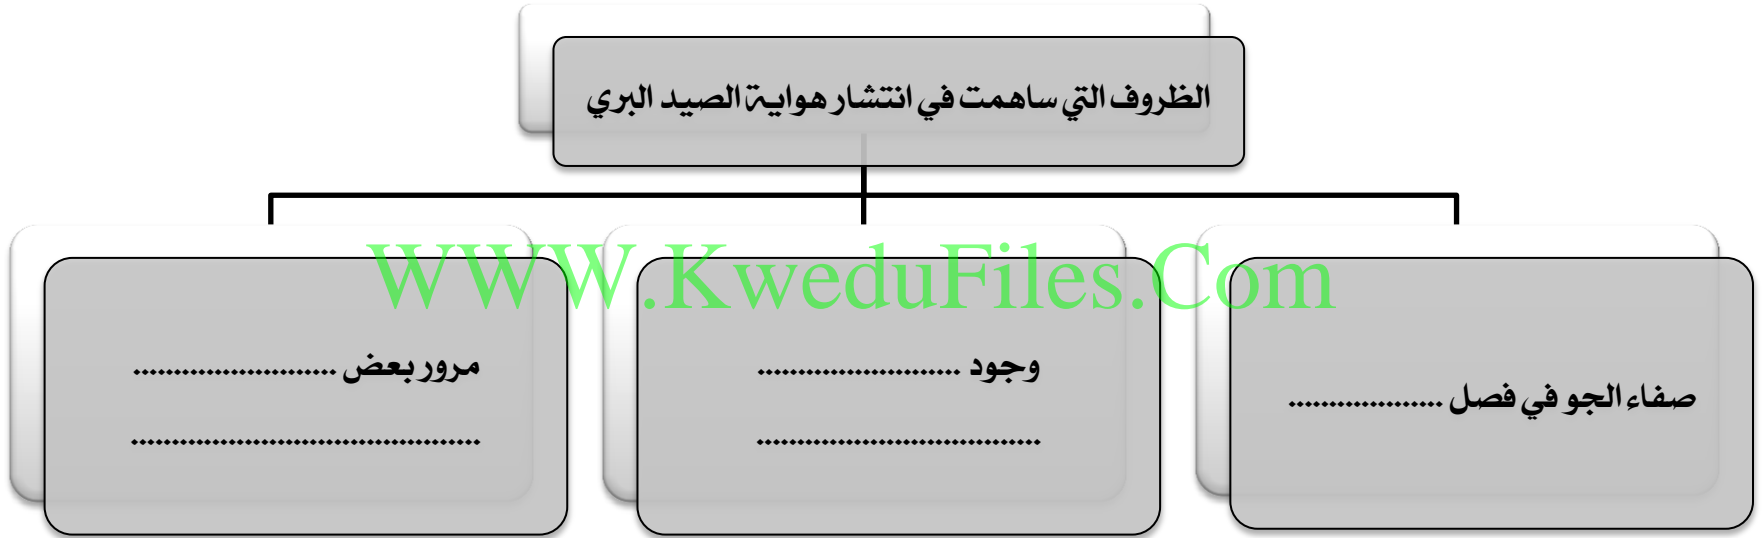 الظروف التي ساهمت في انتشار هواية الصيد البري
WWW.KweduFiles.Com
صفاء الجو في فصل ...................
وجود .........................
...................................
مرور بعض .........................
...........................................